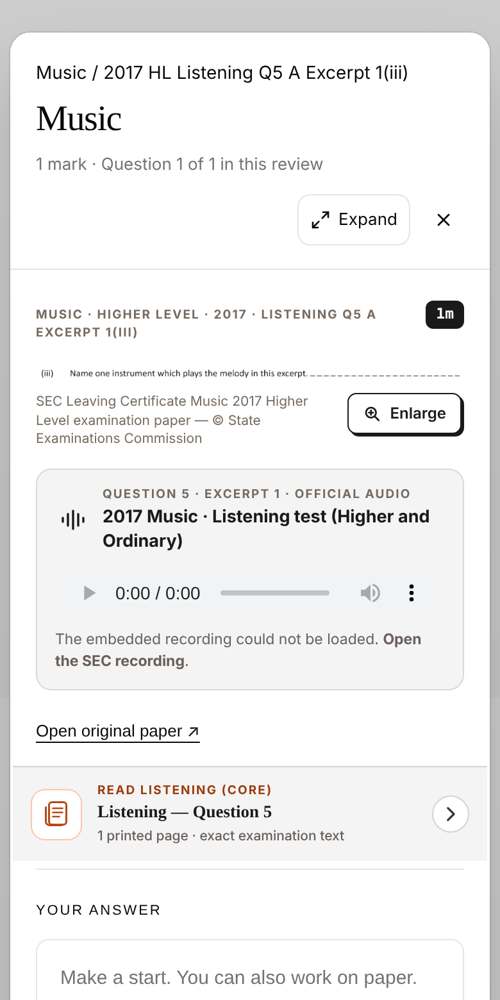 Music / 2017 HL Listening Q5 A Excerpt 1(iii)
Music
1 mark · Question 1 of 1 in this review
Expand
MUSIC · HIGHER LEVEL · 2017 · LISTENING Q5 A
EXCERPT 1(III)
1m
(iii) Name one instrument which plays the melody in this excerpt.
SEC Leaving Certificate Music 2017 Higher
Level examination paper — © State
Examinations Commission
Enlarge
QUESTION 5 · EXCERPT 1 · OFFICIAL AUDIO
2017 Music · Listening test (Higher and
Ordinary)
0:00 / 0:00
The embedded recording could not be loaded. Open
the SEC recording.
Open original paper ↗
READ LISTENING (CORE)
Listening — Question 5
1 printed page · exact examination text
YOUR ANSWER
Make a start. You can also work on paper.